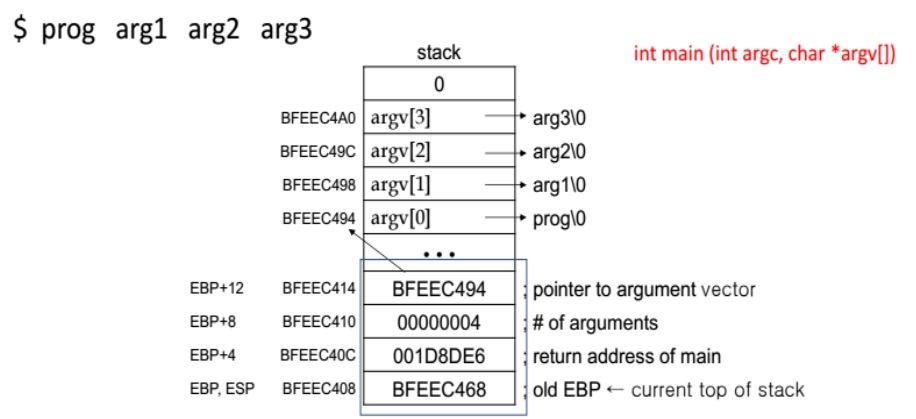 $ prog arg1 arg2 arg3
stack
int main (int argc, char *argv[])
0
BFEEC4A0 argv[3] arg3\0
BFEEC49C argv[2] arg2\0
BFEEC498 argv[1] arg1\0
BFEEC494 argv[0] prog\0
...
EBP+12 BFEEC414 BFEEC494 ; pointer to argument vector
EBP+8 BFEEC410 00000004 ; # of arguments
EBP+4 BFEEC40C 001D8DE6 ; return address of main
EBP, ESP BFEEC408 BFEEC468 ; old EBP ← current top of stack